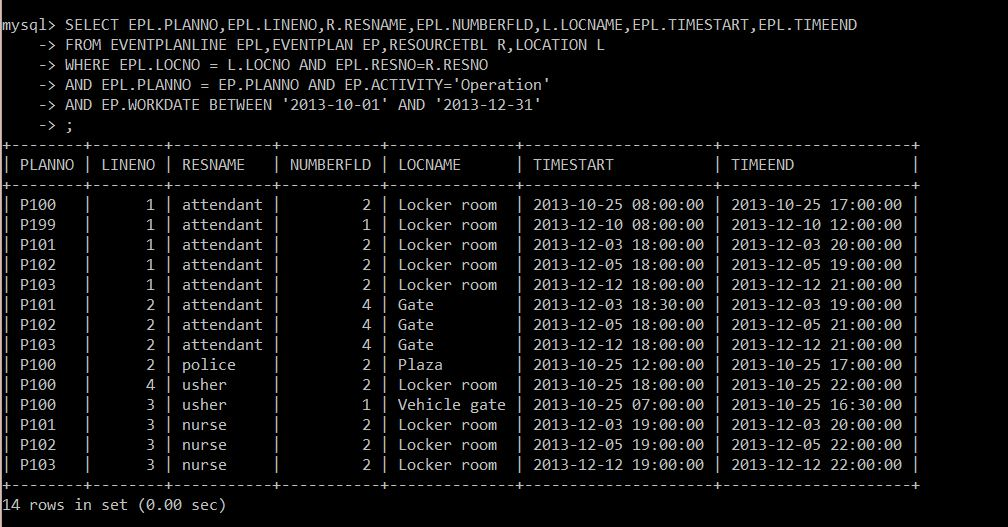 mysql> SELECT EPL.PLANNO,EPL.LINENO,R.RESNAME,EPL.NUMBERFLD,L.LOCNAME,EPL.TIMESTART,EPL.TIMEEND
    -> FROM EVENTPLANLINE EPL,EVENTPLAN EP,RESOURCETBL R,LOCATION L
    -> WHERE EPL.LOCNO = L.LOCNO AND EPL.RESNO=R.RESNO
    -> AND EPL.PLANNO = EP.PLANNO AND EP.ACTIVITY='Operation'
    -> AND EP.WORKDATE BETWEEN '2013-10-01' AND '2013-12-31'
    -> ;
+--------+--------+-----------+-----------+--------------+---------------------+---------------------+
| PLANNO | LINENO | RESNAME   | NUMBERFLD | LOCNAME      | TIMESTART           | TIMEEND             |
+--------+--------+-----------+-----------+--------------+---------------------+---------------------+
| P100   |      1 | attendant |         2 | Locker room  | 2013-10-25 08:00:00 | 2013-10-25 17:00:00 |
| P199   |      1 | attendant |         1 | Locker room  | 2013-12-10 08:00:00 | 2013-12-10 12:00:00 |
| P101   |      1 | attendant |         2 | Locker room  | 2013-12-03 18:00:00 | 2013-12-03 20:00:00 |
| P102   |      1 | attendant |         2 | Locker room  | 2013-12-05 18:00:00 | 2013-12-05 19:00:00 |
| P103   |      1 | attendant |         2 | Locker room  | 2013-12-12 18:00:00 | 2013-12-12 21:00:00 |
| P101   |      2 | attendant |         4 | Gate         | 2013-12-03 18:30:00 | 2013-12-03 19:00:00 |
| P102   |      2 | attendant |         4 | Gate         | 2013-12-05 18:00:00 | 2013-12-05 21:00:00 |
| P103   |      2 | attendant |         4 | Gate         | 2013-12-12 18:00:00 | 2013-12-12 21:00:00 |
| P100   |      2 | police    |         2 | Plaza        | 2013-10-25 12:00:00 | 2013-10-25 17:00:00 |
| P100   |      4 | usher     |         2 | Locker room  | 2013-10-25 18:00:00 | 2013-10-25 22:00:00 |
| P100   |      3 | usher     |         1 | Vehicle gate | 2013-10-25 07:00:00 | 2013-10-25 16:30:00 |
| P101   |      3 | nurse     |         2 | Locker room  | 2013-12-03 19:00:00 | 2013-12-03 20:00:00 |
| P102   |      3 | nurse     |         2 | Locker room  | 2013-12-05 19:00:00 | 2013-12-05 22:00:00 |
| P103   |      3 | nurse     |         2 | Locker room  | 2013-12-12 19:00:00 | 2013-12-12 22:00:00 |
+--------+--------+-----------+-----------+--------------+---------------------+---------------------+
14 rows in set (0.00 sec)